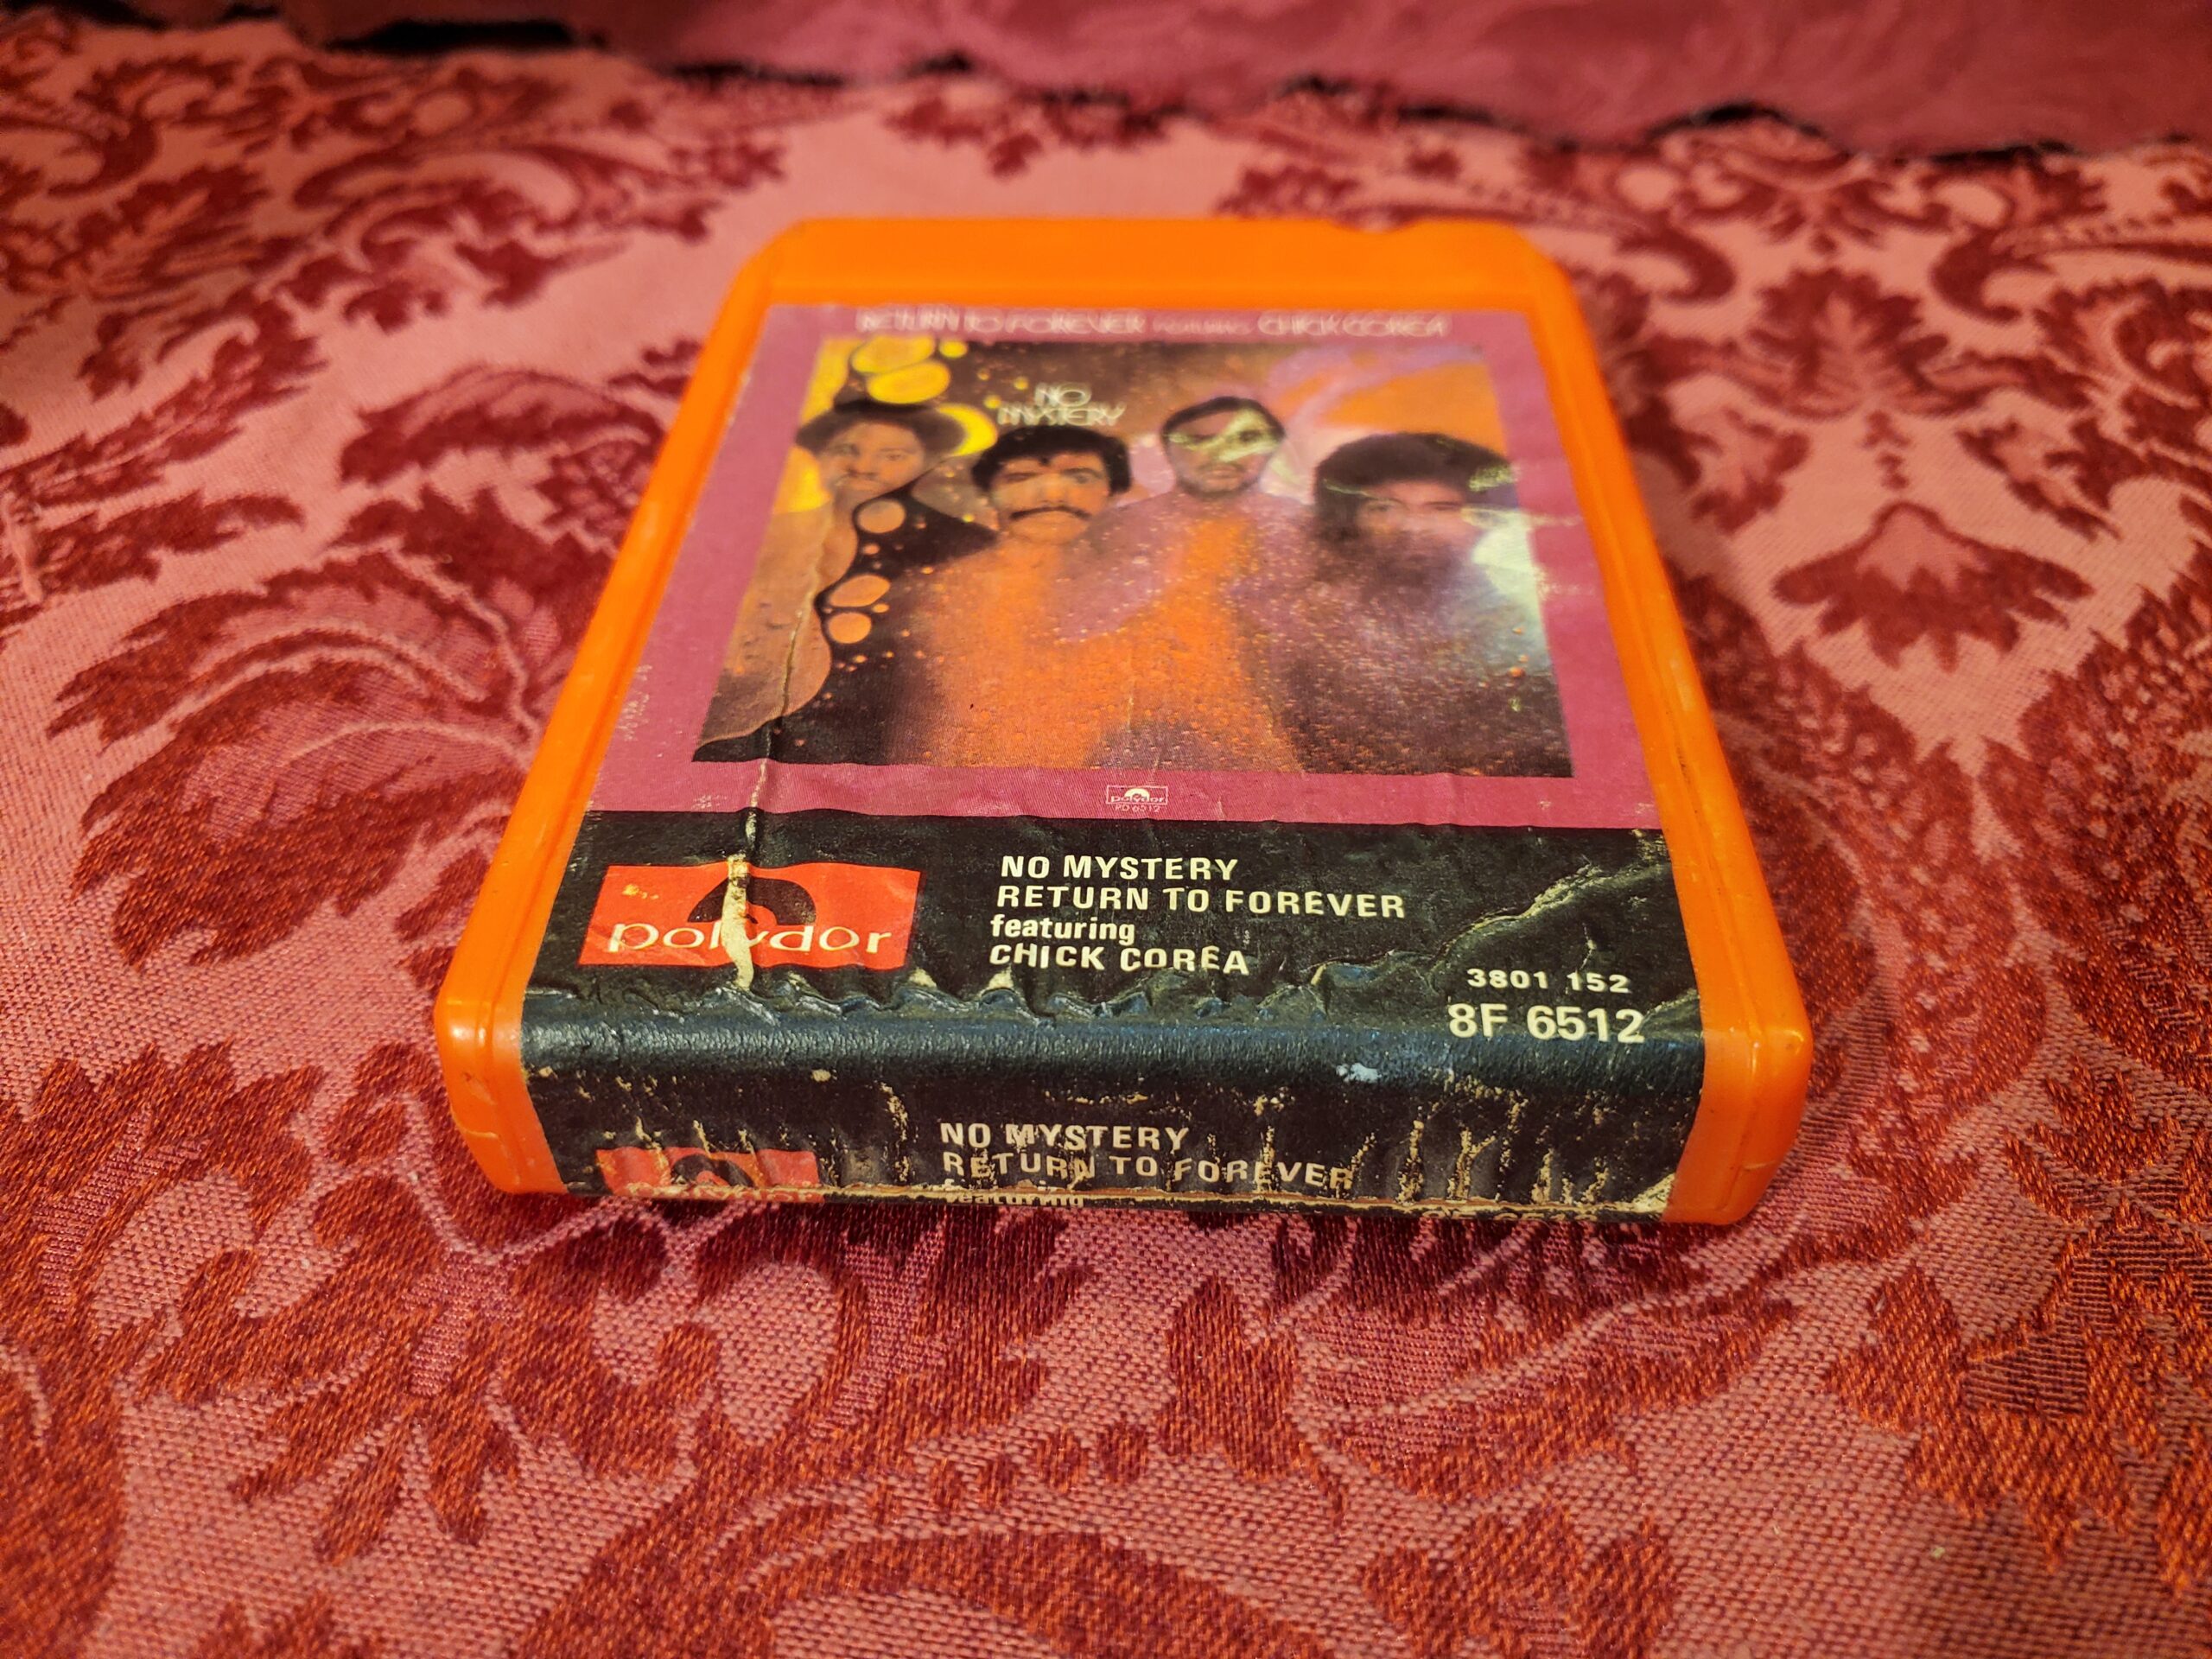 RETURN TO FOREVER FEATURING CHICK COREA
NO
MYSTERY
polydor
PD 6512
polydor
NO MYSTERY
RETURN TO FOREVER
featuring
CHICK COREA
3801 152
8F 6512
NO MYSTERY
RETURN TO FOREVER
featuring